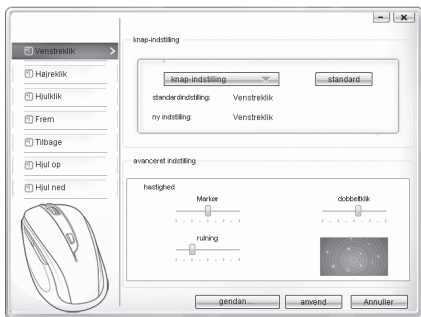 Venstreklik
Højreklik
Hjulklik
Frem
Tilbage
Hjul op
Hjul ned
knap-indstilling
knap-indstilling
standard
standardindstilling: Venstreklik
ny indstilling: Venstreklik
avanceret indstilling
hastighed
Markør
dobbeltklik
rulning
gendan...
anvend
Annuller